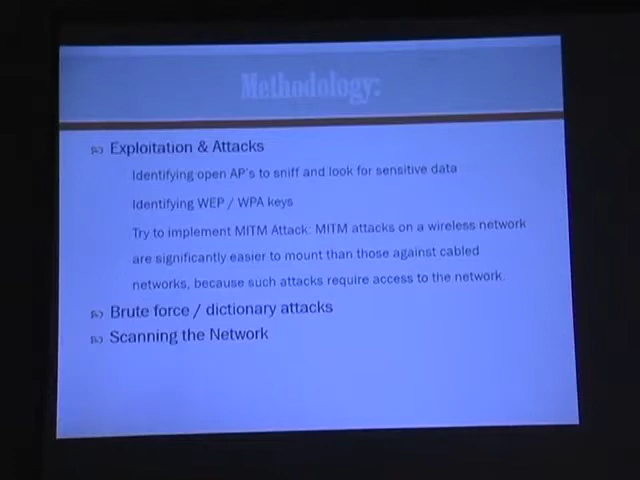 Methodology:
Exploitation & Attacks
Identifying open AP's to sniff and look for sensitive data
Identifying WEP / WPA keys
Try to implement MITM Attack: MITM attacks on a wireless network
are significantly easier to mount than those against cabled
networks, because such attacks require access to the network.
Brute force / dictionary attacks
Scanning the Network